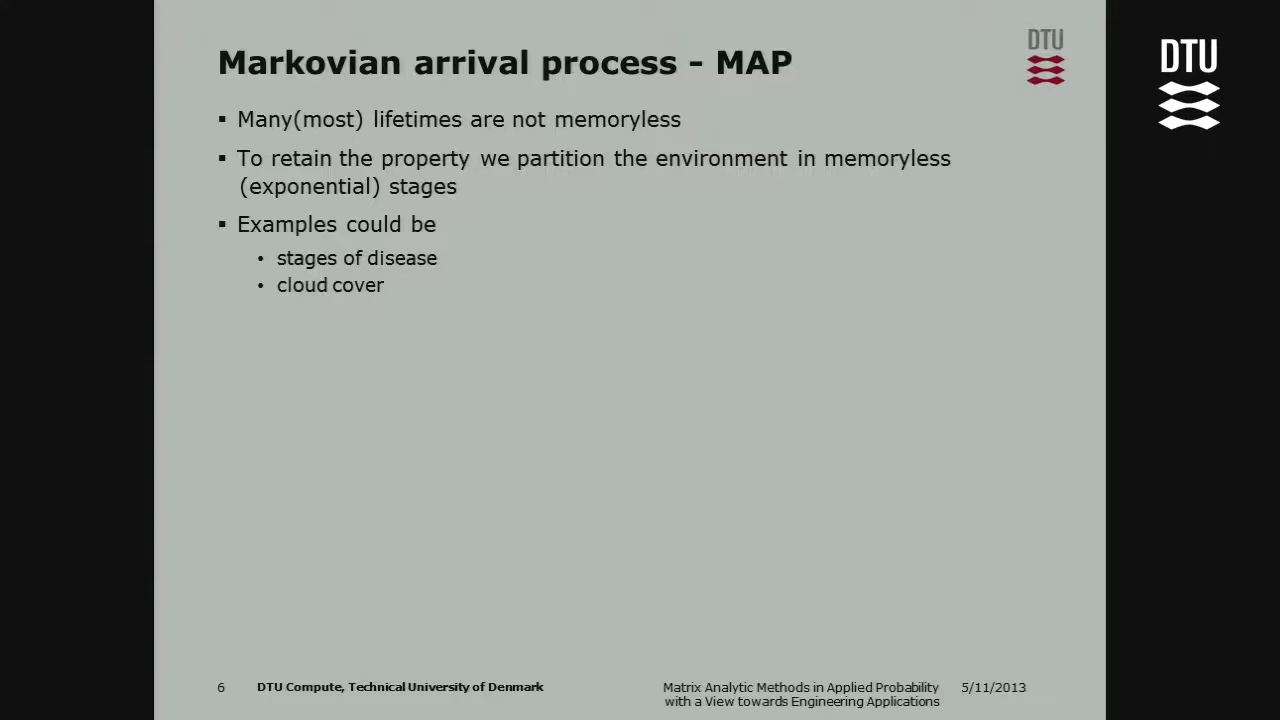 Markovian arrival process - MAP
DTU
DTU
▪ Many(most) lifetimes are not memoryless
▪ To retain the property we partition the environment in memoryless
(exponential) stages
▪ Examples could be
• stages of disease
• cloud cover
6 DTU Compute, Technical University of Denmark
Matrix Analytic Methods in Applied Probability 5/11/2013
with a View towards Engineering Applications